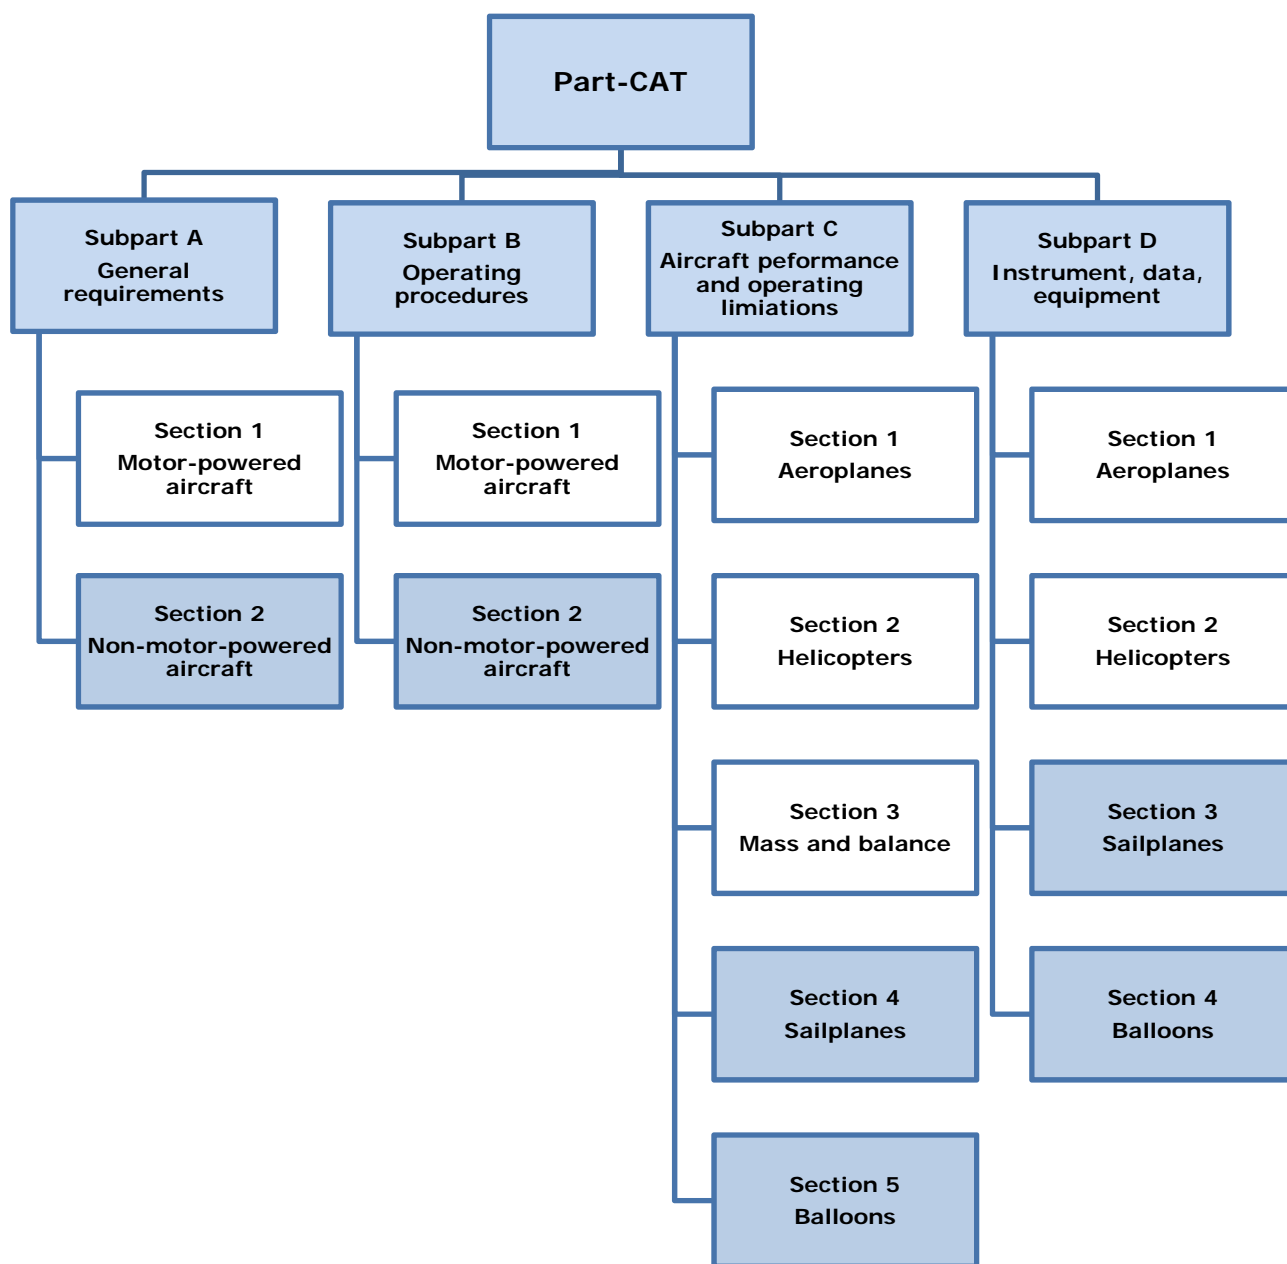 Part-CAT
Subpart A
General
requirements
Section 1
Motor-powered
aircraft
Section 2
Non-motor-powered
aircraft
Subpart B
Operating
procedures
Section 1
Motor-powered
aircraft
Section 2
Non-motor-powered
aircraft
Subpart C
Aircraft peformance
and operating
limiations
Section 1
Aeroplanes
Section 2
Helicopters
Section 3
Mass and balance
Section 4
Sailplanes
Section 5
Balloons
Subpart D
Instrument, data,
equipment
Section 1
Aeroplanes
Section 2
Helicopters
Section 3
Sailplanes
Section 4
Balloons